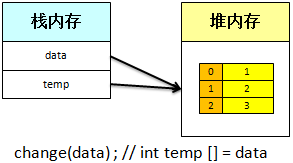 栈内存
堆内存
data
temp
0 1
1 2
2 3
change(data) ; // int temp [] = data